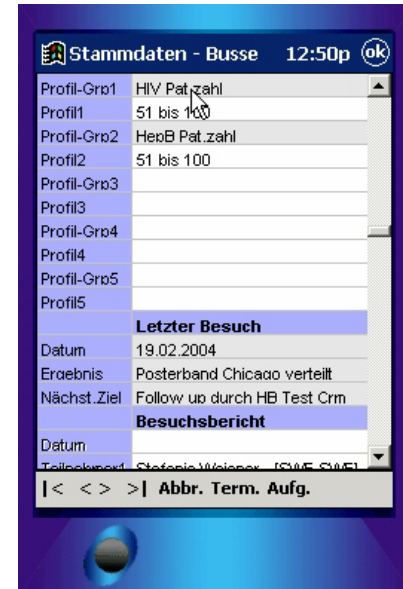 Stammdaten - Busse 12:50p ok
Profil-Grp1 HIV Pat.zahl
Profil1 51 bis 100
Profil-Grp2 HepB Pat.zahl
Profil2 51 bis 100
Profil-Grp3
Profil3
Profil-Grp4
Profil4
Profil-Grp5
Profil5
Letzter Besuch
Datum 19.02.2004
Ergebnis Posterband Chicago verteilt
Nächst.Ziel Follow up durch HB Test Crm
Besuchsbericht
Datum
|< < > >| Abbr. Term. Aufg.